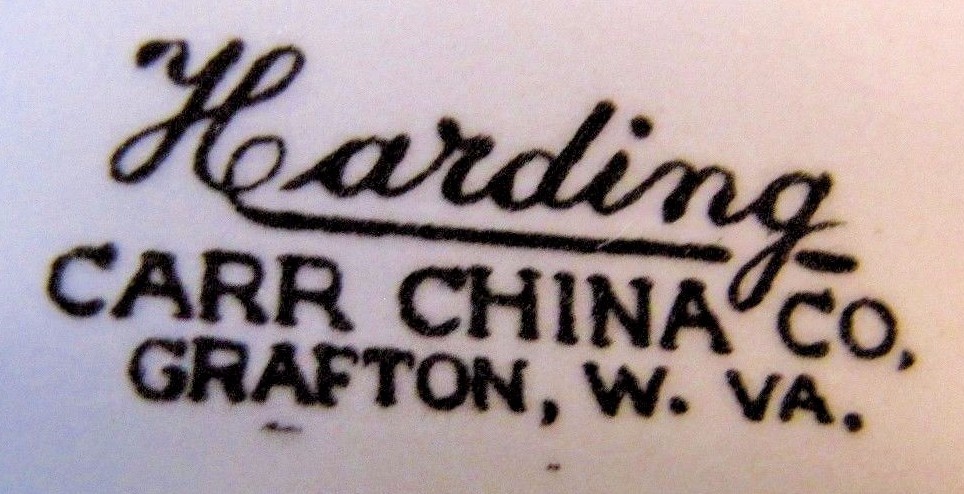 Harding
CARR CHINA CO,
GRAFTON, W. VA.